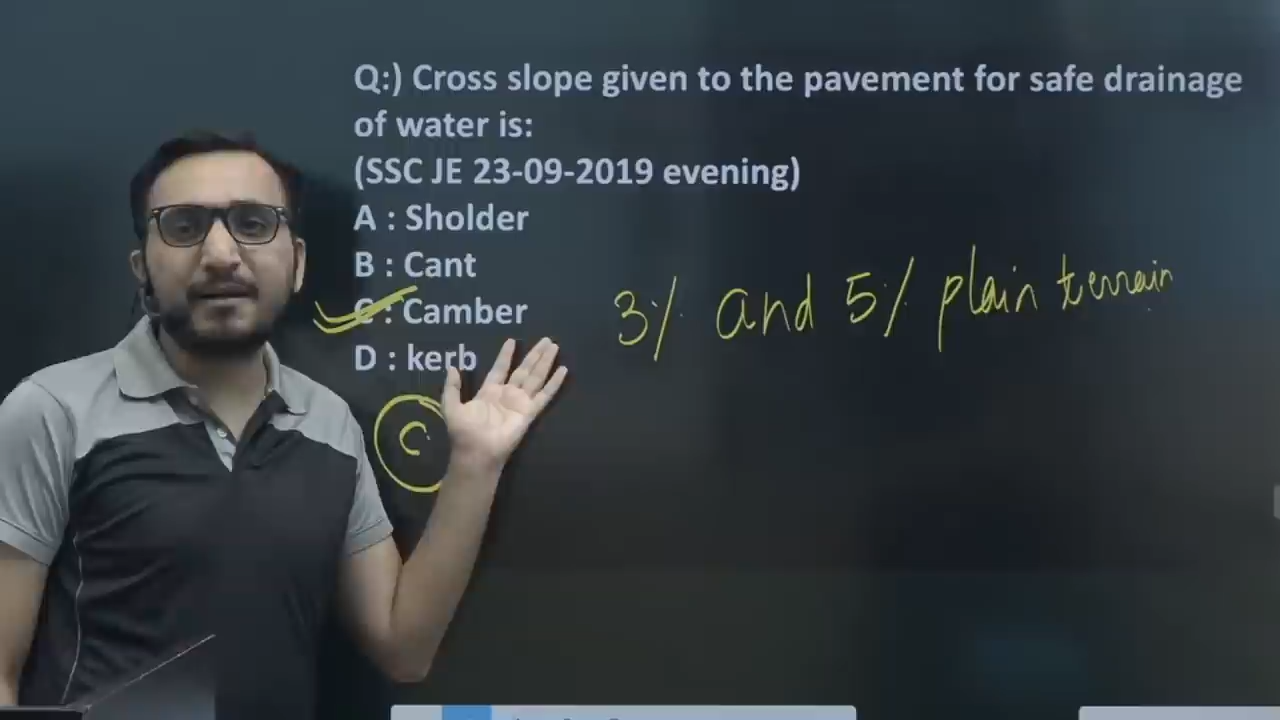 Q:) Cross slope given to the pavement for safe drainage
of water is:
(SSC JE 23-09-2019 evening)
A : Sholder
B : Cant
C : Camber
D : kerb
3% and 5% plain terrain
C